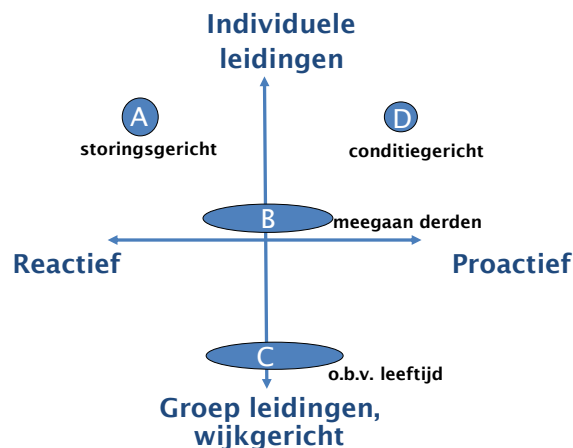 Individuele
leidingen
A
D
storingsgericht
conditiegericht
B
meegaan derden
Reactief
Proactief
C
o.b.v. leeftijd
Groep leidingen,
wijkgericht